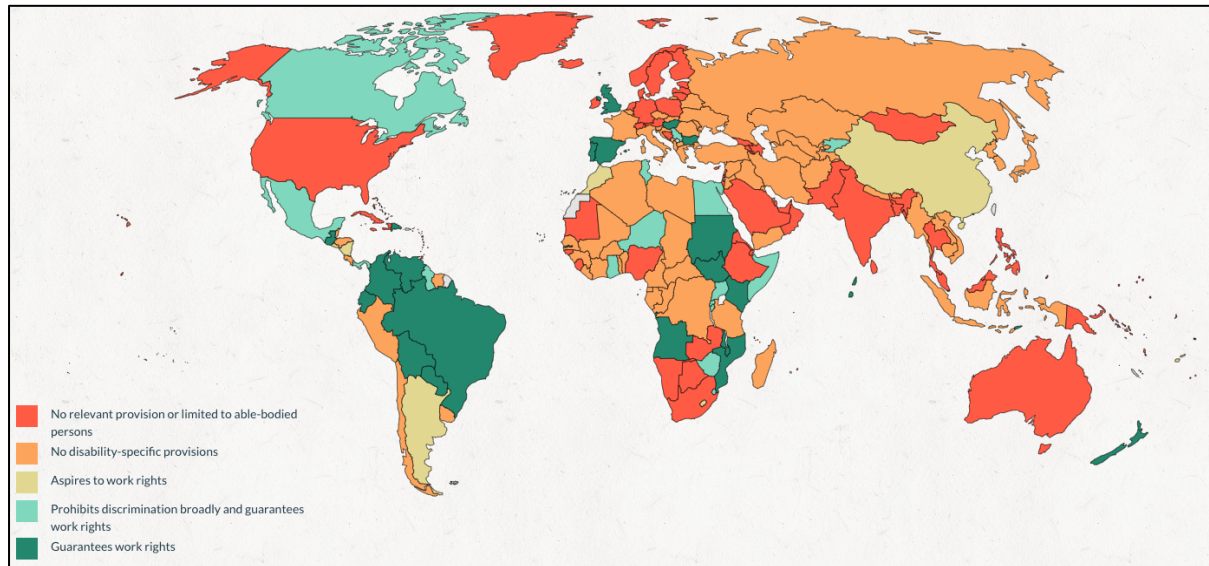 No relevant provision or limited to able-bodied
persons
No disability-specific provisions
Aspires to work rights
Prohibits discrimination broadly and guarantees
work rights
Guarantees work rights